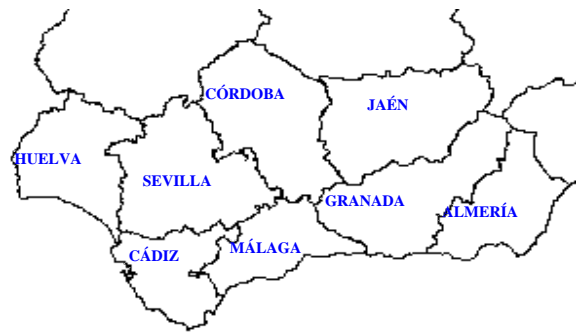 CÓRDOBA
JAÉN
HUELVA
SEVILLA
GRANADA
ALMERÍA
CÁDIZ
MÁLAGA